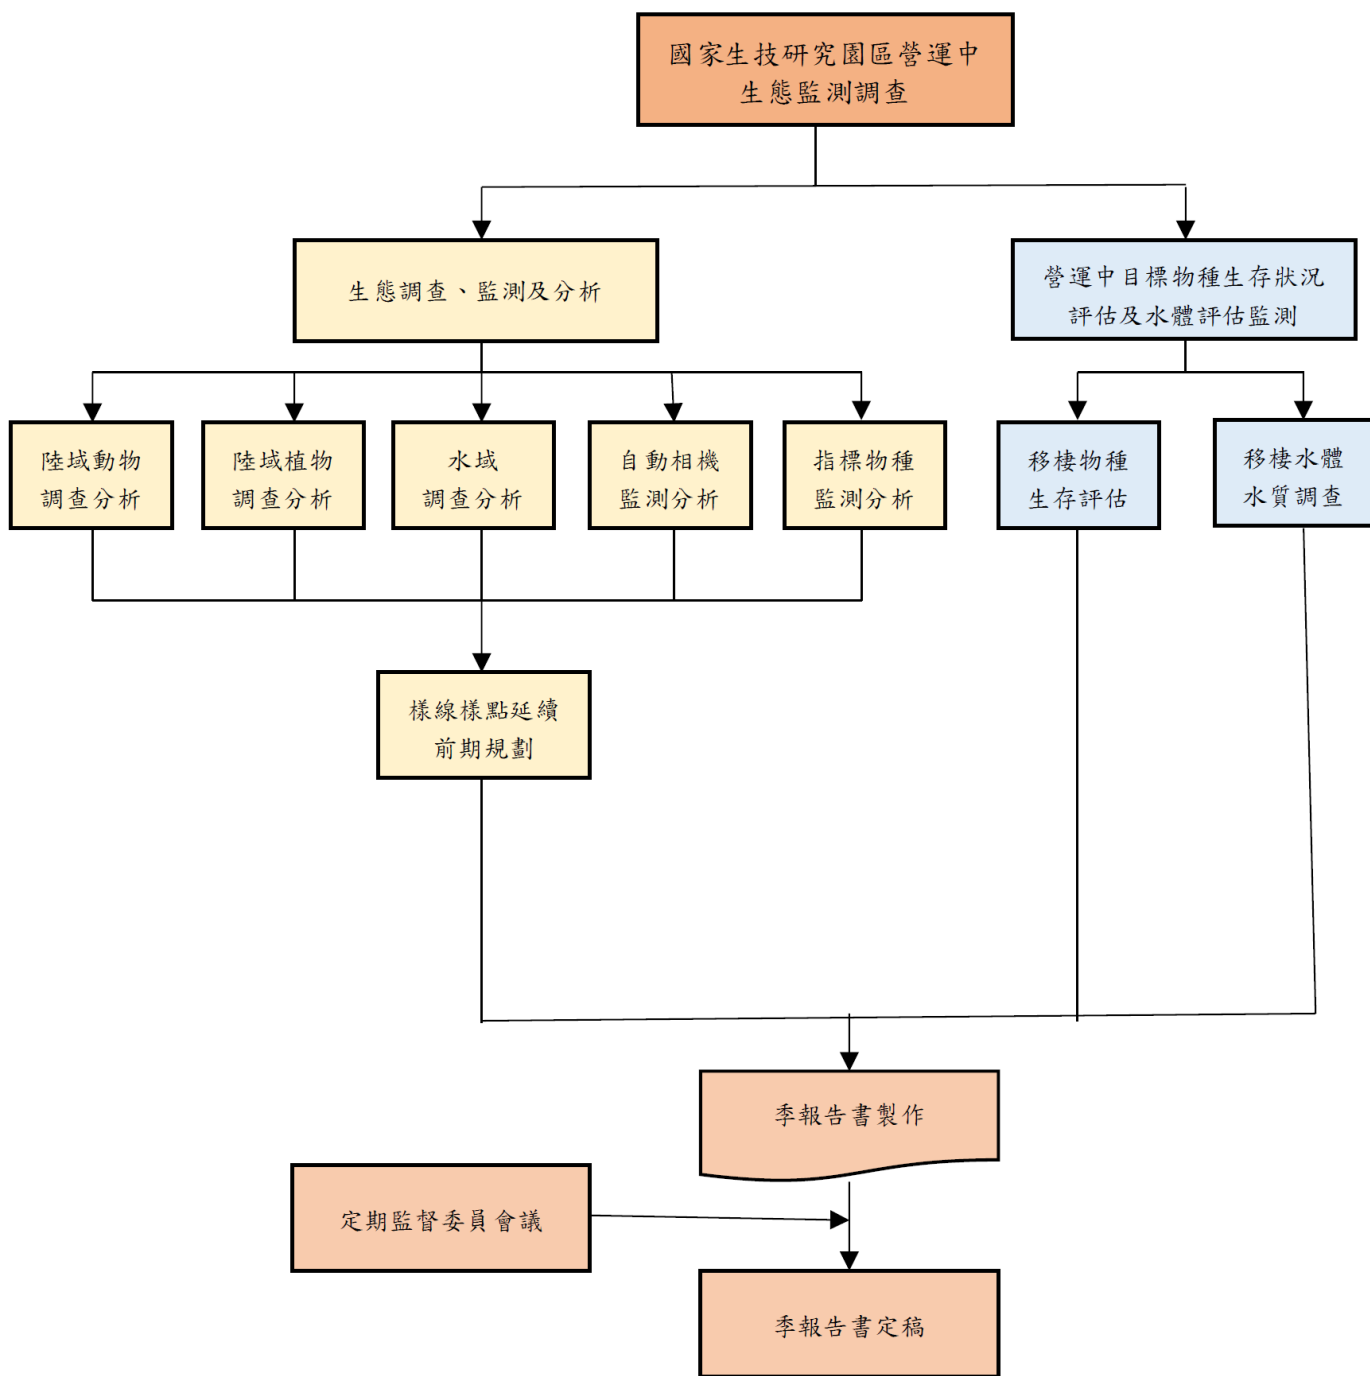 國家生技研究園區營運中
生態監測調查
生態調查、監測及分析
營運中目標物種生存狀況
評估及水體評估監測
陸域動物
調查分析
陸域植物
調查分析
水域
調查分析
自動相機
監測分析
指標物種
監測分析
移棲物種
生存評估
移棲水體
水質調查
樣線樣點延續
前期規劃
季報告書製作
定期監督委員會議
季報告書定稿